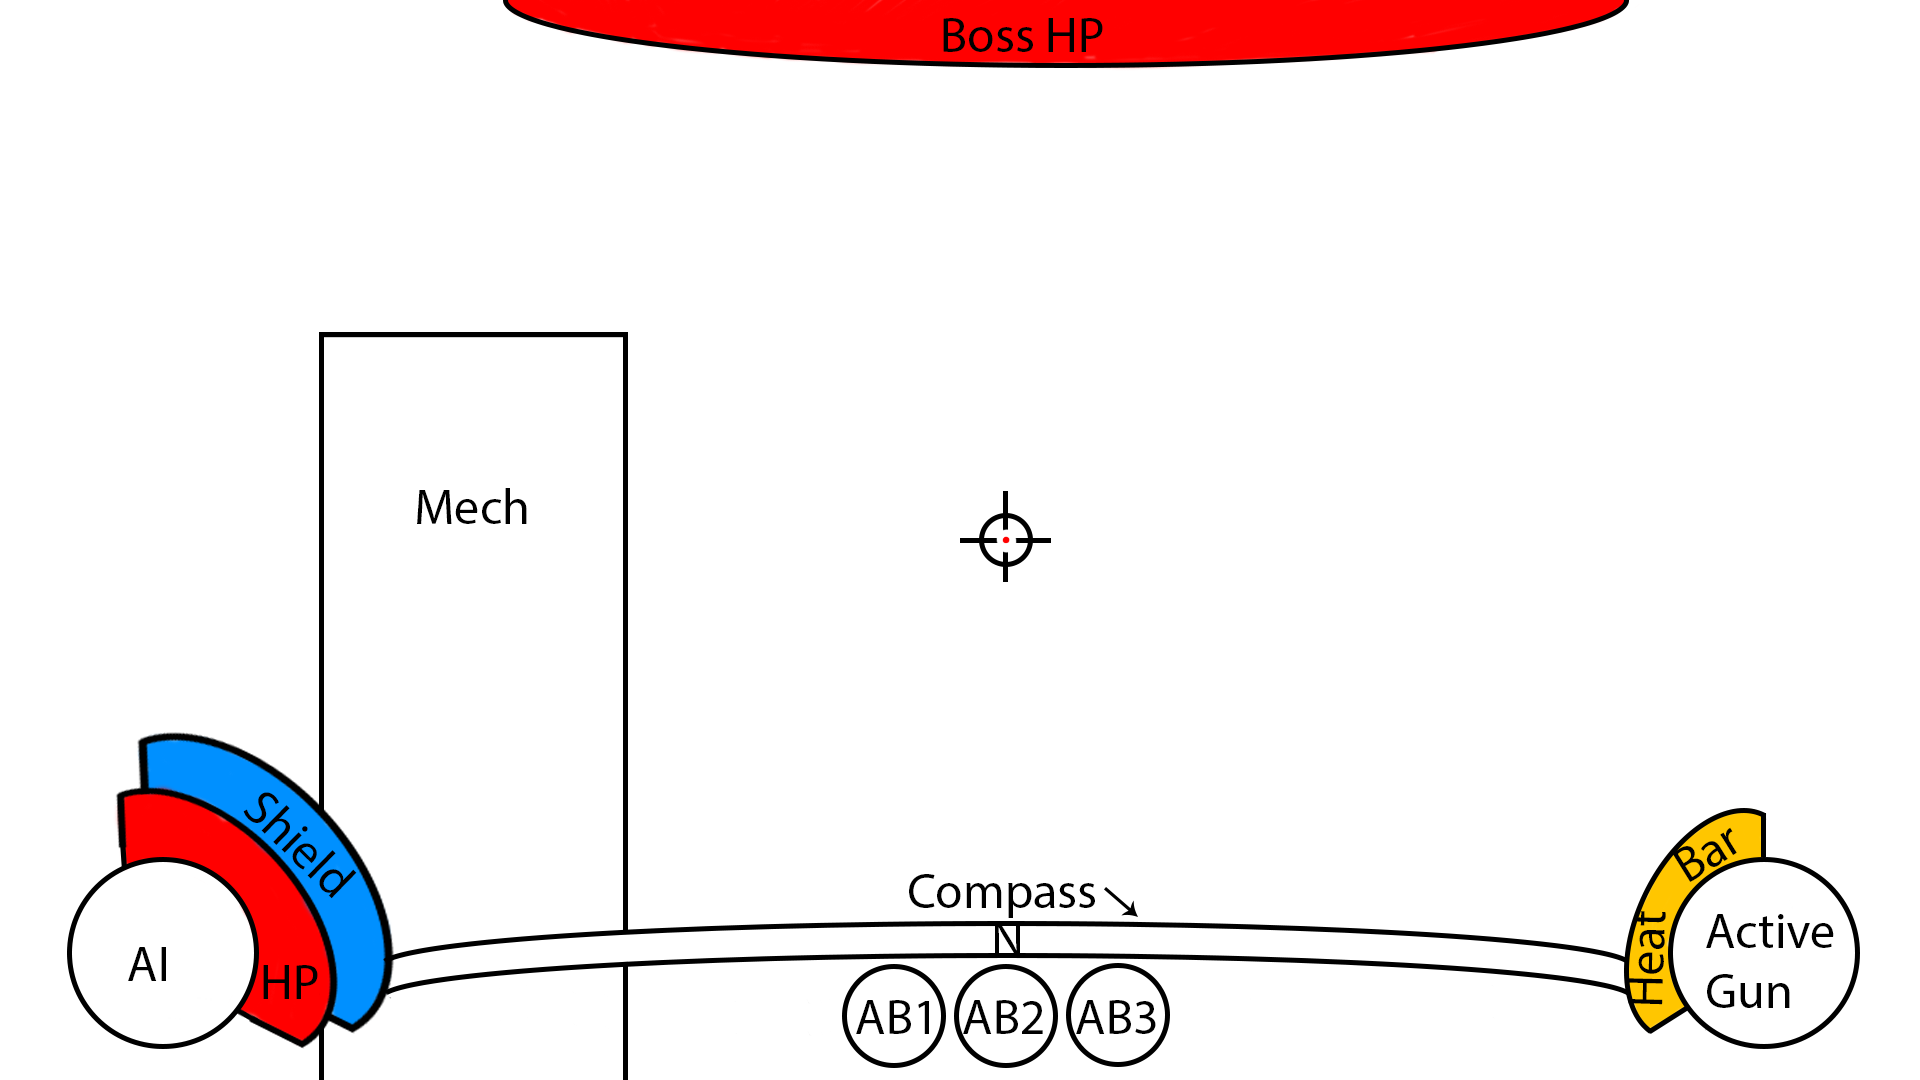 Boss HP
Mech
Shield
HP
AI
Compass
N
AB1
AB2
AB3
Heat
Bar
Active
Gun